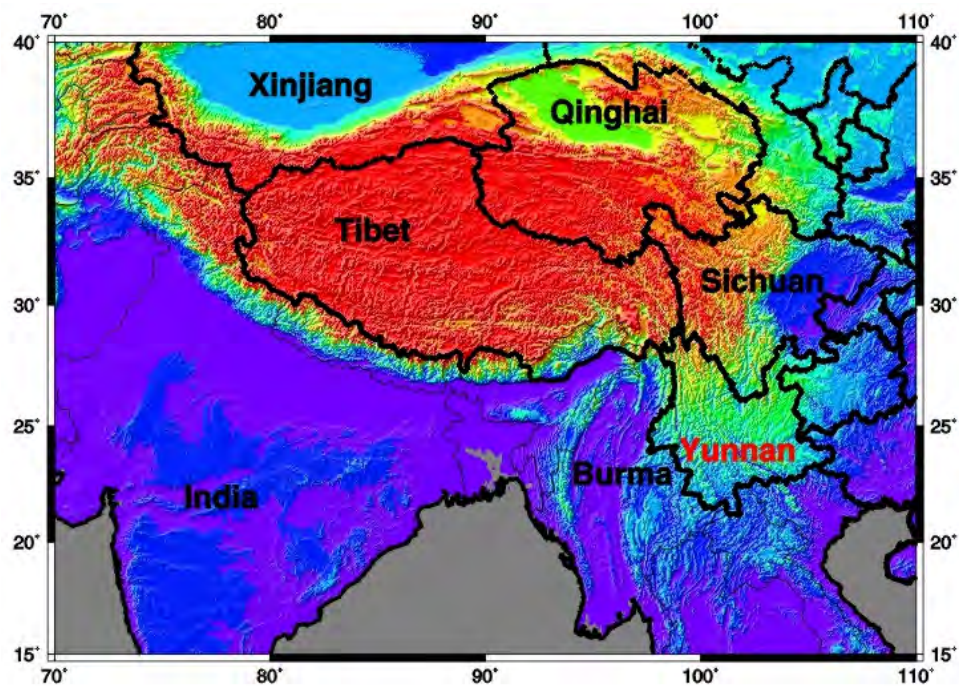 70˚ 80˚ 90˚ 100˚ 110˚
40˚ 40˚
Xinjiang
Qinghai
35˚ 35˚
Tibet
Sichuan
30˚ 30˚
25˚ 25˚
Yunnan
Burma
India
20˚ 20˚
15˚ 15˚
70˚ 80˚ 90˚ 100˚ 110˚